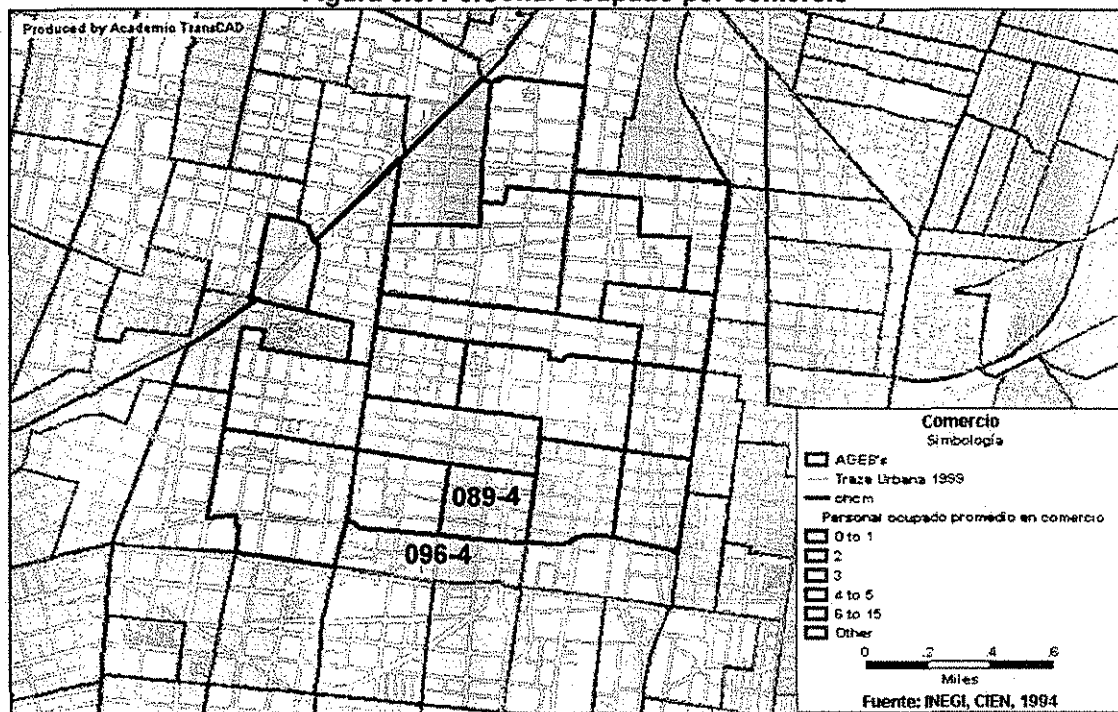 Produced by Academic TransCAD
089-4
096-4
Comercio
Simbología
AGEB's
Traza Urbana 1999
chcm
Personal ocupado promedio en comercio
0 to 1
2
3
4 to 5
6 to 15
Other
0 .2 .4 .6
Miles
Fuente: INEGI, CIEN, 1994